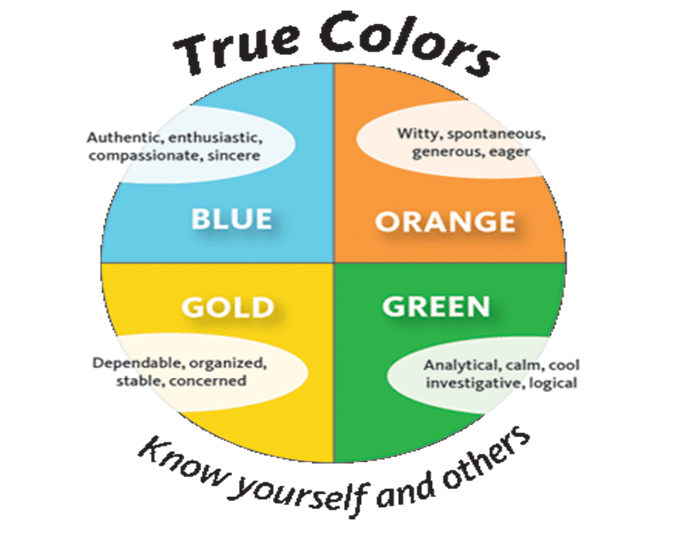 True Colors
Authentic, enthusiastic,
compassionate, sincere
BLUE
Witty, spontaneous,
generous, eager
ORANGE
GOLD
Dependable, organized,
stable, concerned
GREEN
Analytical, calm, cool
investigative, logical
Know yourself and others